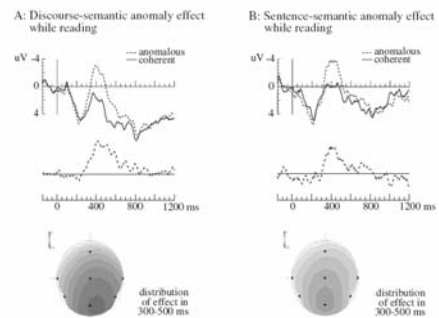 A: Discourse-semantic anomaly effect
while reading
uV -4
4
anomalous
coherent
0 400 800 1200 ms
distribution
of effect in
300-500 ms
B: Sentence-semantic anomaly effect
while reading
uV -4
4
anomalous
coherent
0 400 800 1200 ms
distribution
of effect in
300-500 ms